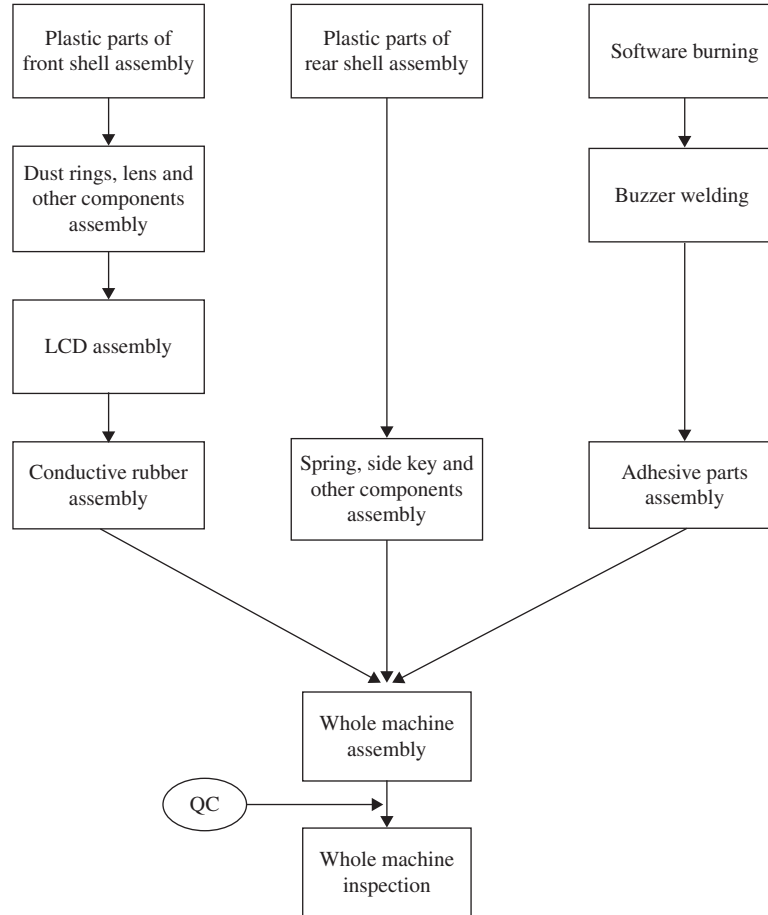 Plastic parts of
front shell assembly
Plastic parts of
rear shell assembly
Software burning
Dust rings, lens and
other components
assembly
Buzzer welding
LCD assembly
Conductive rubber
assembly
Spring, side key and
other components
assembly
Adhesive parts
assembly
Whole machine
assembly
QC
Whole machine
inspection